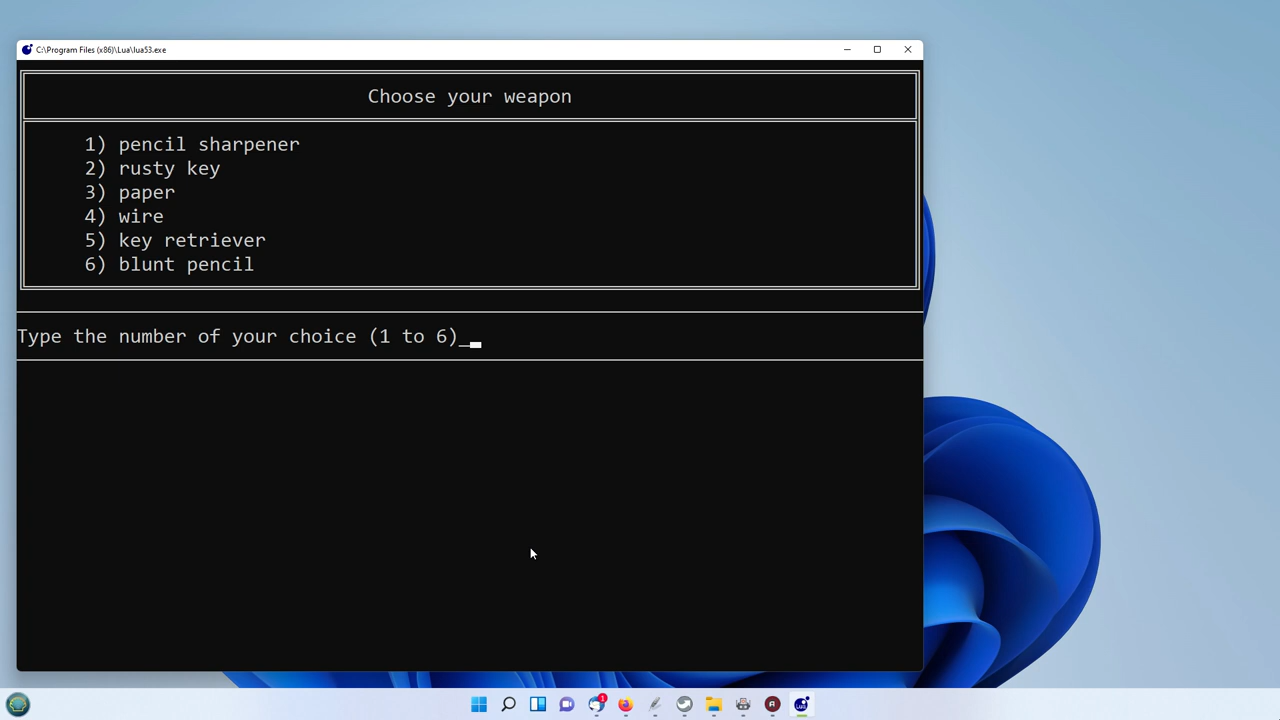 C:\Program Files (x86)\Lua\lua53.exe
Choose your weapon
1) pencil sharpener
2) rusty key
3) paper
4) wire
5) key retriever
6) blunt pencil
Type the number of your choice (1 to 6)_
1